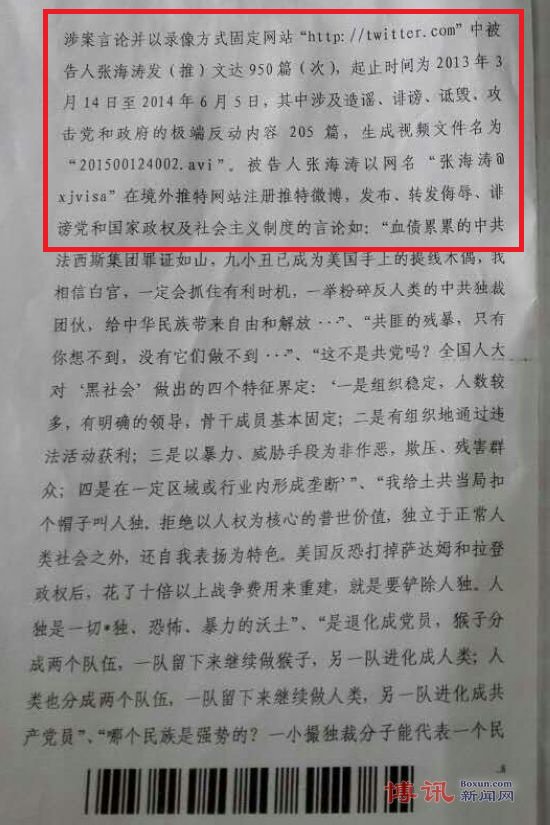 涉案言论并以录像方式固定网站“http://twitter.com”中被
告人张海涛发（推）文达950篇（次），起止时间为2013年3
月14日至2014年6月5日，其中涉及造谣、诽谤、诋毁、攻
击党和政府的极端反动内容205篇，生成视频文件名为
“201500124002.avi”。被告人张海涛以网名“张海涛@
xjvisa”在境外推特网站注册推特微博，发布、转发侮辱、诽
谤党和国家政权及社会主义制度的言论如：“血债累累的中共
法西斯集团罪证如山，九小丑已成为美国手上的提线木偶，我
相信白宫，一定会抓住有利时机，一举粉碎反人类的中共独裁
团伙，给中华民族带来自由和解放···”、“共匪的残暴，只有
你想不到，没有它们做不到···”、“这不是共党吗？全国人大
对‘黑社会’做出的四个特征界定：‘一是组织稳定，人数较
多，有明确的领导，骨干成员基本固定；二是有组织地通过违
法活动获利；三是以暴力、威胁手段为非作恶，欺压、残害群
众；四是在一定区域或行业内形成垄断’”、“我给土共当局扣
个帽子叫人独，拒绝以人权为核心的普世价值，独立于正常人
类社会之外，还自我表扬为特色。美国反恐打掉萨达姆和拉登
政权后，花了十倍以上战争费用来重建，就是要铲除人独。人
独是一切*独、恐怖、暴力的沃土”、“是退化成党员，猴子分
成两个队伍，一队留下来继续做猴子，另一队进化成人类；人
类也分成两个队伍，一队留下来继续做人类，另一队进化成共
产党员”、“哪个民族是强势的？一小撮独裁分子能代表一个民
8
博讯 Boxun.com 新闻网